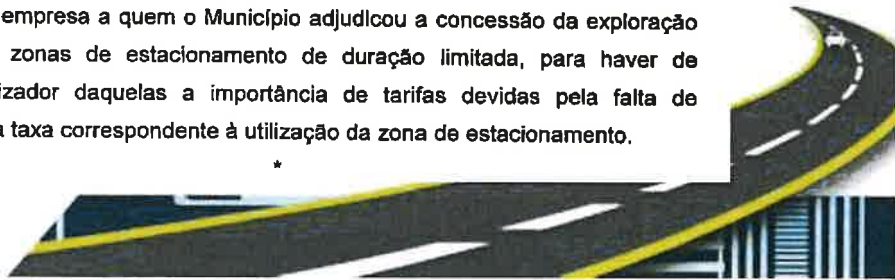 empresa a quem o Município adjudicou a concessão da exploração
zonas de estacionamento de duração limitada, para haver de
izador daquelas a importância de tarifas devidas pela falta de
a taxa correspondente à utilização da zona de estacionamento.
*